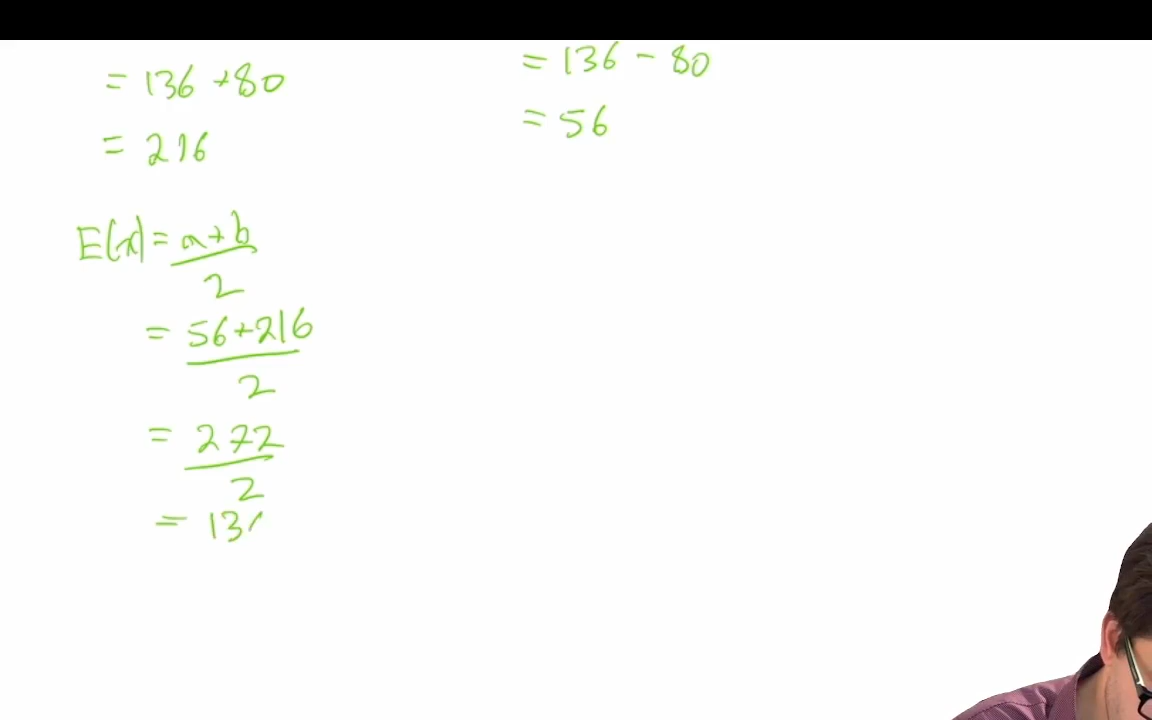 = 136 + 80
= 216
= 136 - 80
= 56
E(x) = a+b
2
= 56+216
2
= 272
2
= 13